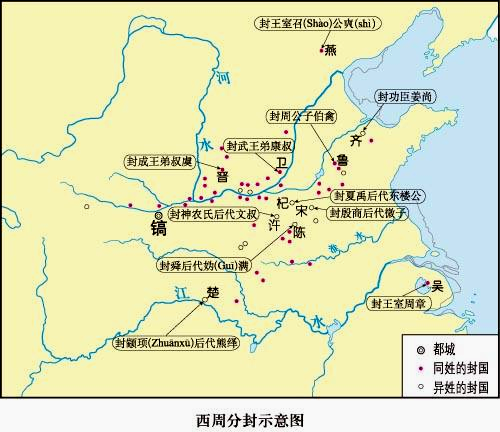 封王室召(Shào)公奭(shì)
燕
河
水
封功臣姜尚
封周公子伯禽
齐
封武王弟康叔
鲁
封成王弟叔虞
晋
卫
杞
封夏禹后代东楼公
宋
封殷商后代微子
封神农氏后代文叔
许
镐
陈
淮水
封舜后代妫(Guī)满
吴
楚
封王室周章
江
水
封颛顼(Zhuānxū)后代熊绎
都城
同姓的封国
异姓的封国
西周分封示意图